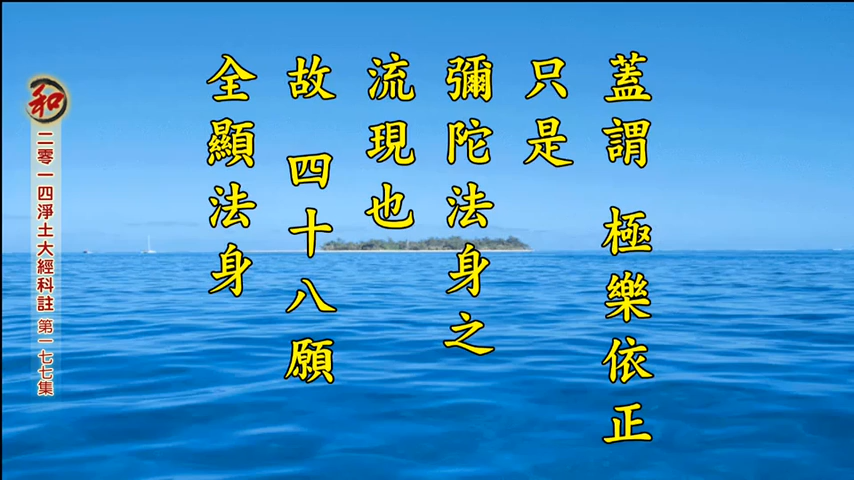 蓋謂 極樂依正
只是
彌陀法身之
流現也
故 四十八願
全顯法身
和
二零一四淨土大經科註 第一七七集